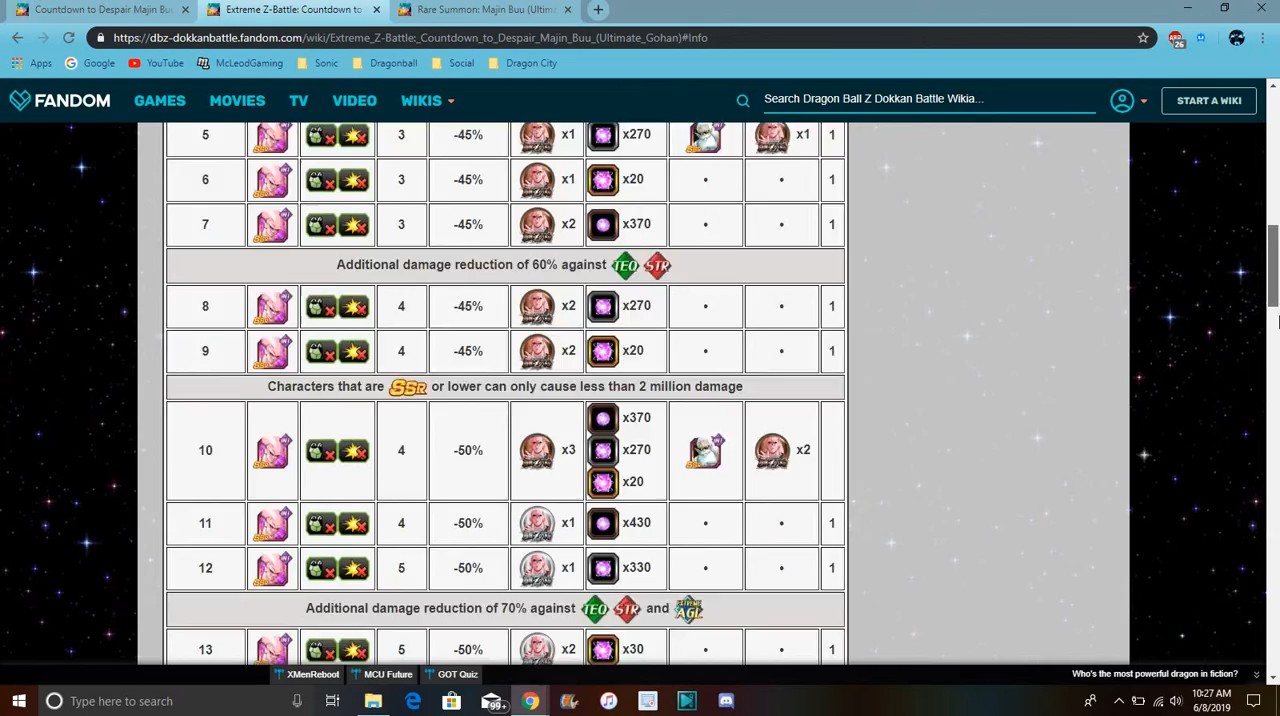 Countdown to Despair Majin Buu
Extreme Z-Battle: Countdown to
Rare Summon: Majin Buu (Ultim
https://dbz-dokkanbattle.fandom.com/wiki/Extreme_Z-Battle:_Countdown_to_Despair_Majin_Buu_(Ultimate_Gohan)#Info
26
Apps Google YouTube McLeodGaming Sonic Dragonball Social Dragon City
FANDOM GAMES MOVIES TV VIDEO WIKIS Search Dragon Ball Z Dokkan Battle Wikia... START A WIKI
5 3 -45% x1 x270 x1 1
6 3 -45% x1 x20 • • 1
7 3 -45% x2 x370 • • 1
Additional damage reduction of 60% against TEQ STR
8 4 -45% x2 x270 • • 1
9 4 -45% x2 x20 • • 1
Characters that are SSR or lower can only cause less than 2 million damage
x370
10 4 -50% x3 x270 x2
x20
11 4 -50% x1 x430 • • 1
12 5 -50% x1 x330 • • 1
Additional damage reduction of 70% against TEQ STR and EXTREME AGL
13 5 -50% x2 x30 • • 1
XMenReboot MCU Future GOT Quiz Who's the most powerful dragon in fiction?
Type here to search 99+ 10:27 AM
6/8/2019